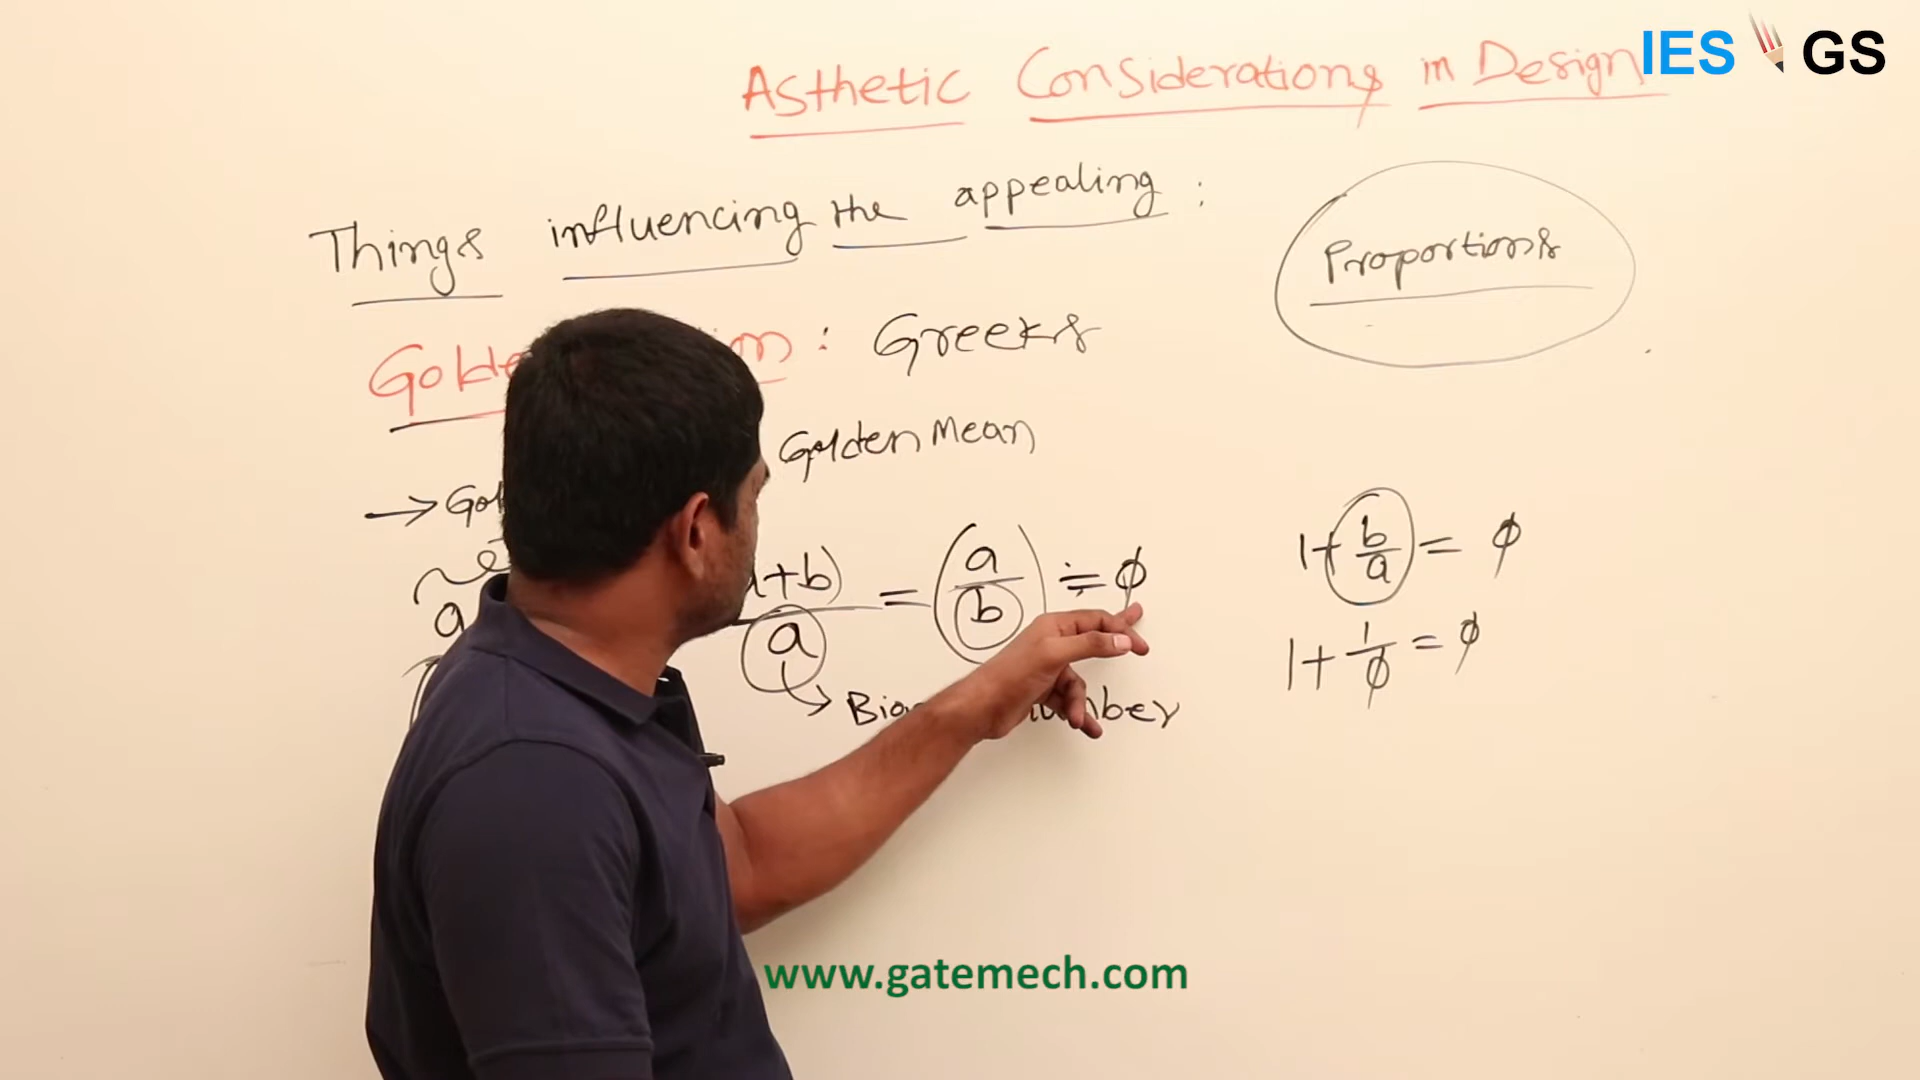 IES GS
Asthetic Considerations in Design
Things influencing the appealing :
Proportions
: Greeks
Golden Mean
→
a
+b) / a = (a / b) ≑ ϕ
number
1 + b/a = ϕ
1 + 1/ϕ = ϕ
www.gatemech.com